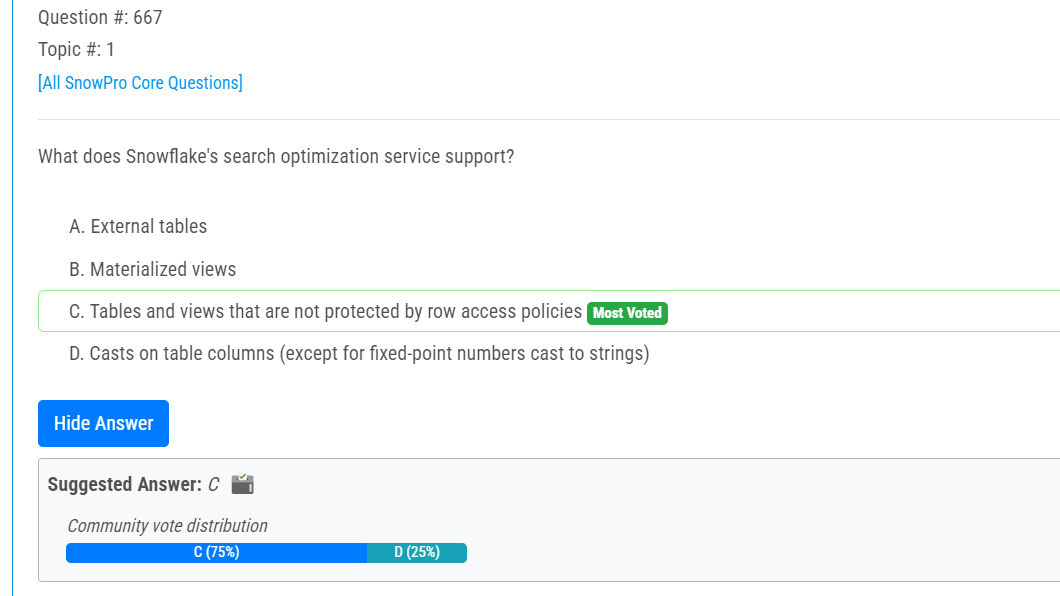 Question #: 667
Topic #: 1
[All SnowPro Core Questions]
What does Snowflake's search optimization service support?
A. External tables
B. Materialized views
C. Tables and views that are not protected by row access policies Most Voted
D. Casts on table columns (except for fixed-point numbers cast to strings)
Hide Answer
Suggested Answer: C
Community vote distribution
C (75%) D (25%)